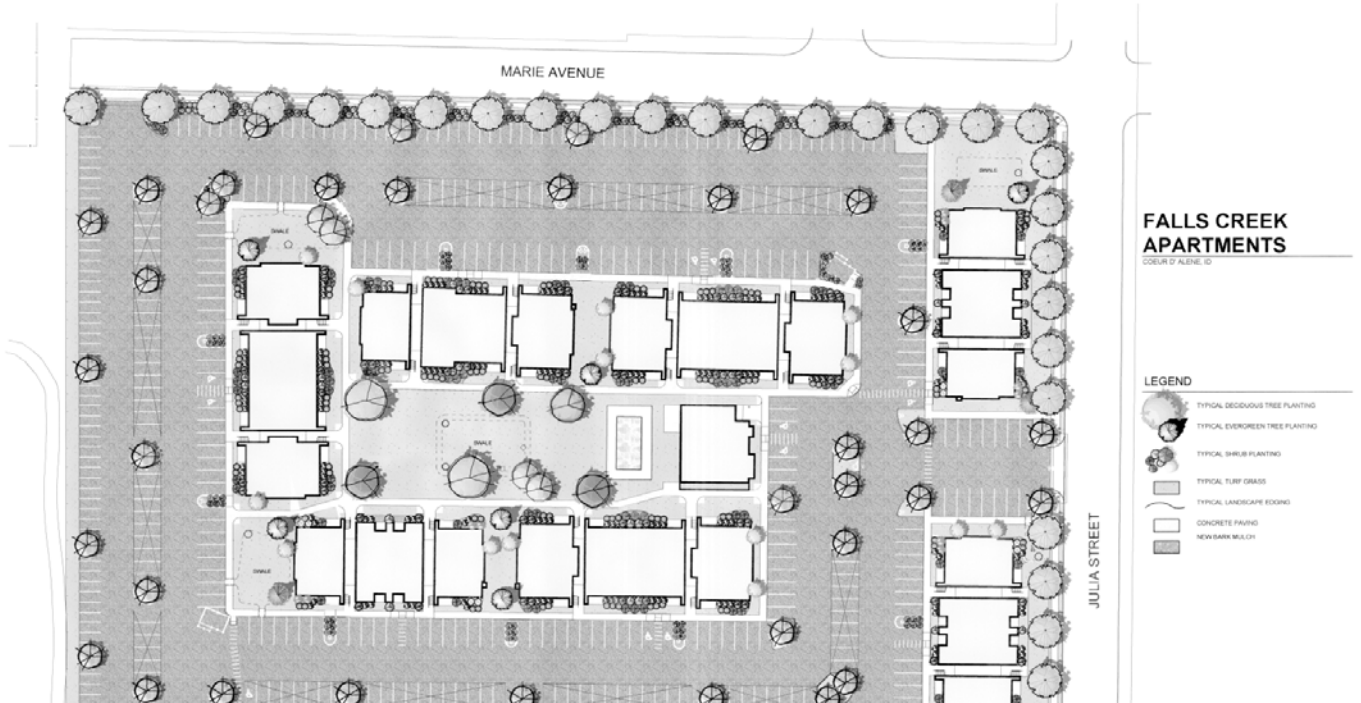 MARIE AVENUE
SWALE
SWALE
SWALE
SWALE
JULIA STREET
FALLS CREEK
APARTMENTS
COEUR D' ALENE, ID
LEGEND
TYPICAL DECIDUOUS TREE PLANTING
TYPICAL EVERGREEN TREE PLANTING
TYPICAL SHRUB PLANTING
TYPICAL TURF GRASS
TYPICAL LANDSCAPE EDGING
CONCRETE PAVING
NEW BARK MULCH